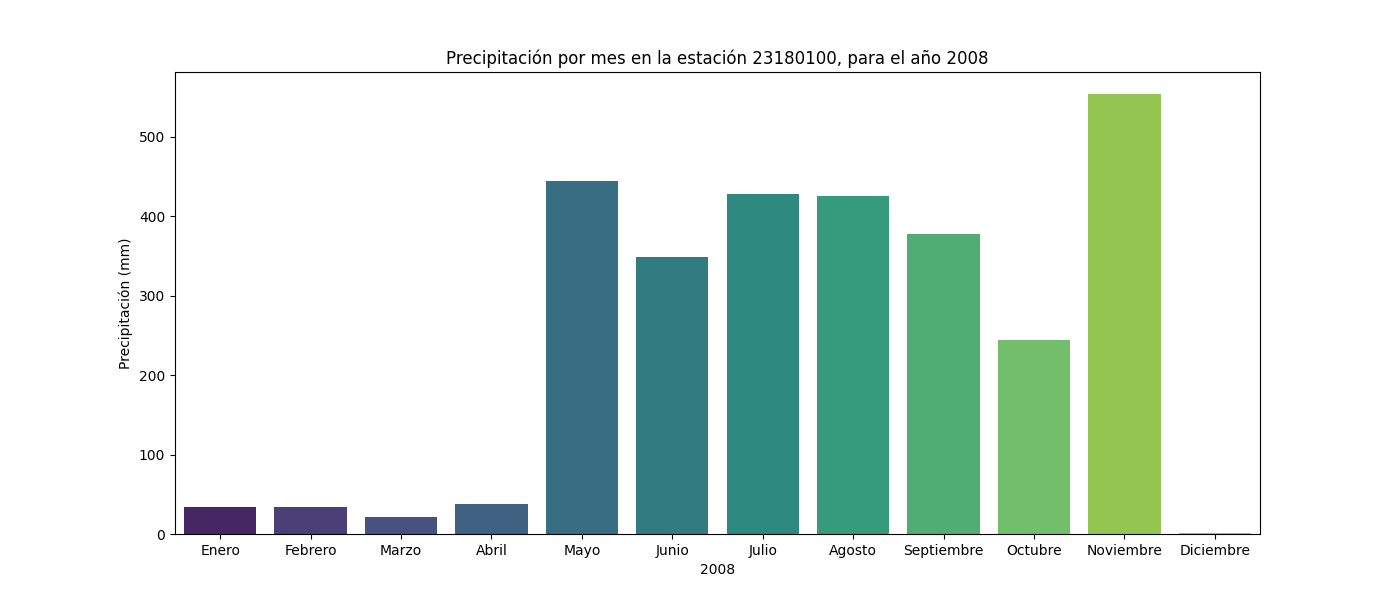 Precipitación por mes en la estación 23180100, para el año 2008
Precipitación (mm)
500
400
300
200
100
0
Enero Febrero Marzo Abril Mayo Junio Julio Agosto Septiembre Octubre Noviembre Diciembre
2008